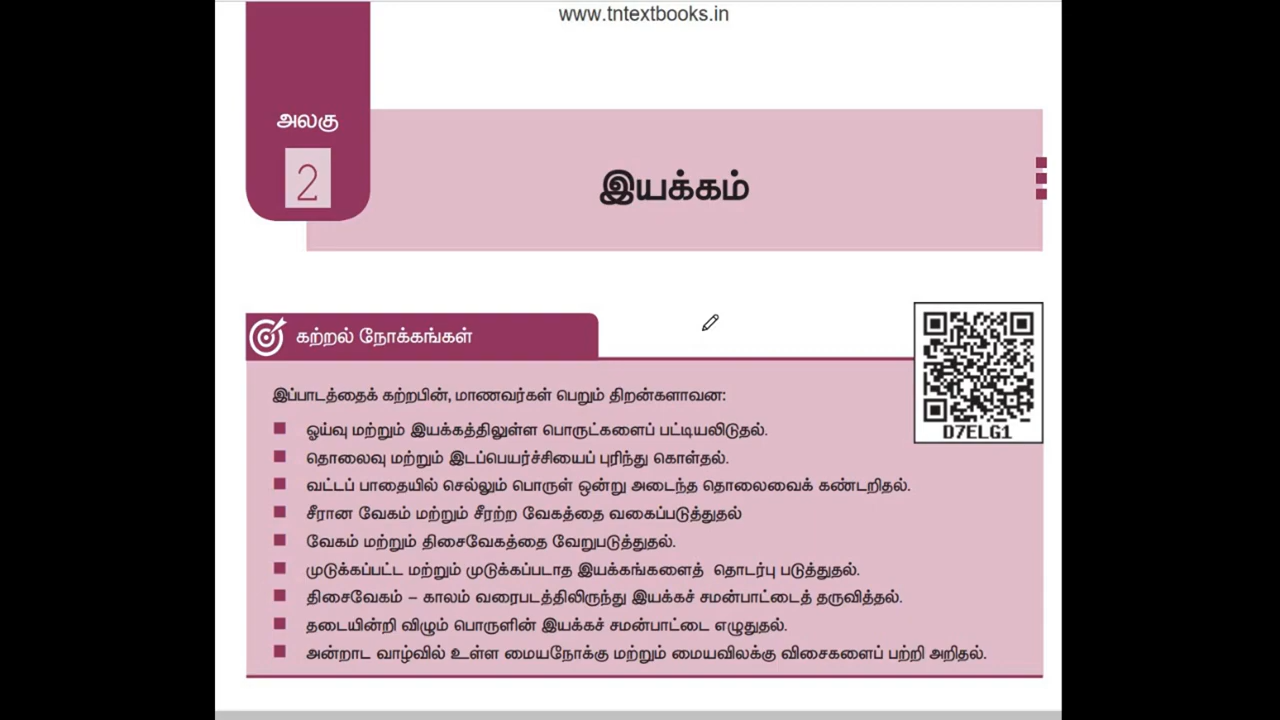 www.tntextbooks.in
அலகு
2
இயக்கம்
கற்றல் நோக்கங்கள்
இப்பாடத்தைக் கற்றபின், மாணவர்கள் பெறும் திறன்களாவன:
ஓய்வு மற்றும் இயக்கத்திலுள்ள பொருட்களைப் பட்டியலிடுதல்.
தொலைவு மற்றும் இடப்பெயர்ச்சியைப் புரிந்து கொள்தல்.
வட்டப் பாதையில் செல்லும் பொருள் ஒன்று அடைந்த தொலைவைக் கண்டறிதல்.
சீரான வேகம் மற்றும் சீரற்ற வேகத்தை வகைப்படுத்துதல்
வேகம் மற்றும் திசைவேகத்தை வேறுபடுத்துதல்.
முடுக்கப்பட்ட மற்றும் முடுக்கப்படாத இயக்கங்களைத் தொடர்பு படுத்துதல்.
திசைவேகம் – காலம் வரைபடத்திலிருந்து இயக்கச் சமன்பாட்டைத் தருவித்தல்.
தடையின்றி விழும் பொருளின் இயக்கச் சமன்பாட்டை எழுதுதல்.
அன்றாட வாழ்வில் உள்ள மையநோக்கு மற்றும் மையவிலக்கு விசைகளைப் பற்றி அறிதல்.
D7ELG1